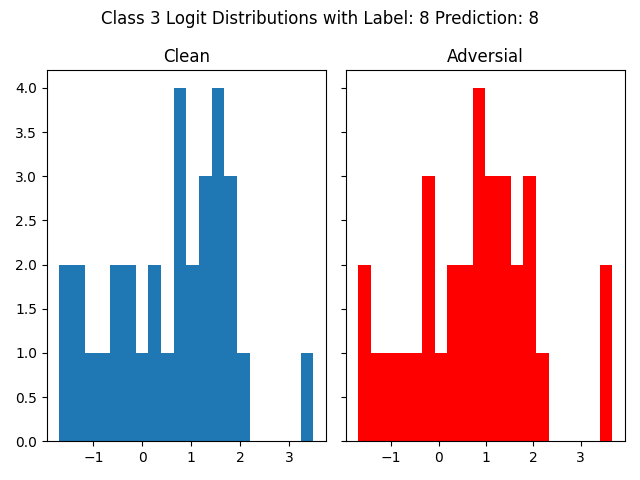 Class 3 Logit Distributions with Label: 8 Prediction: 8
Clean
Adversial
4.0
3.5
3.0
2.5
2.0
1.5
1.0
0.5
0.0
−1 0 1 2 3
−1 0 1 2 3